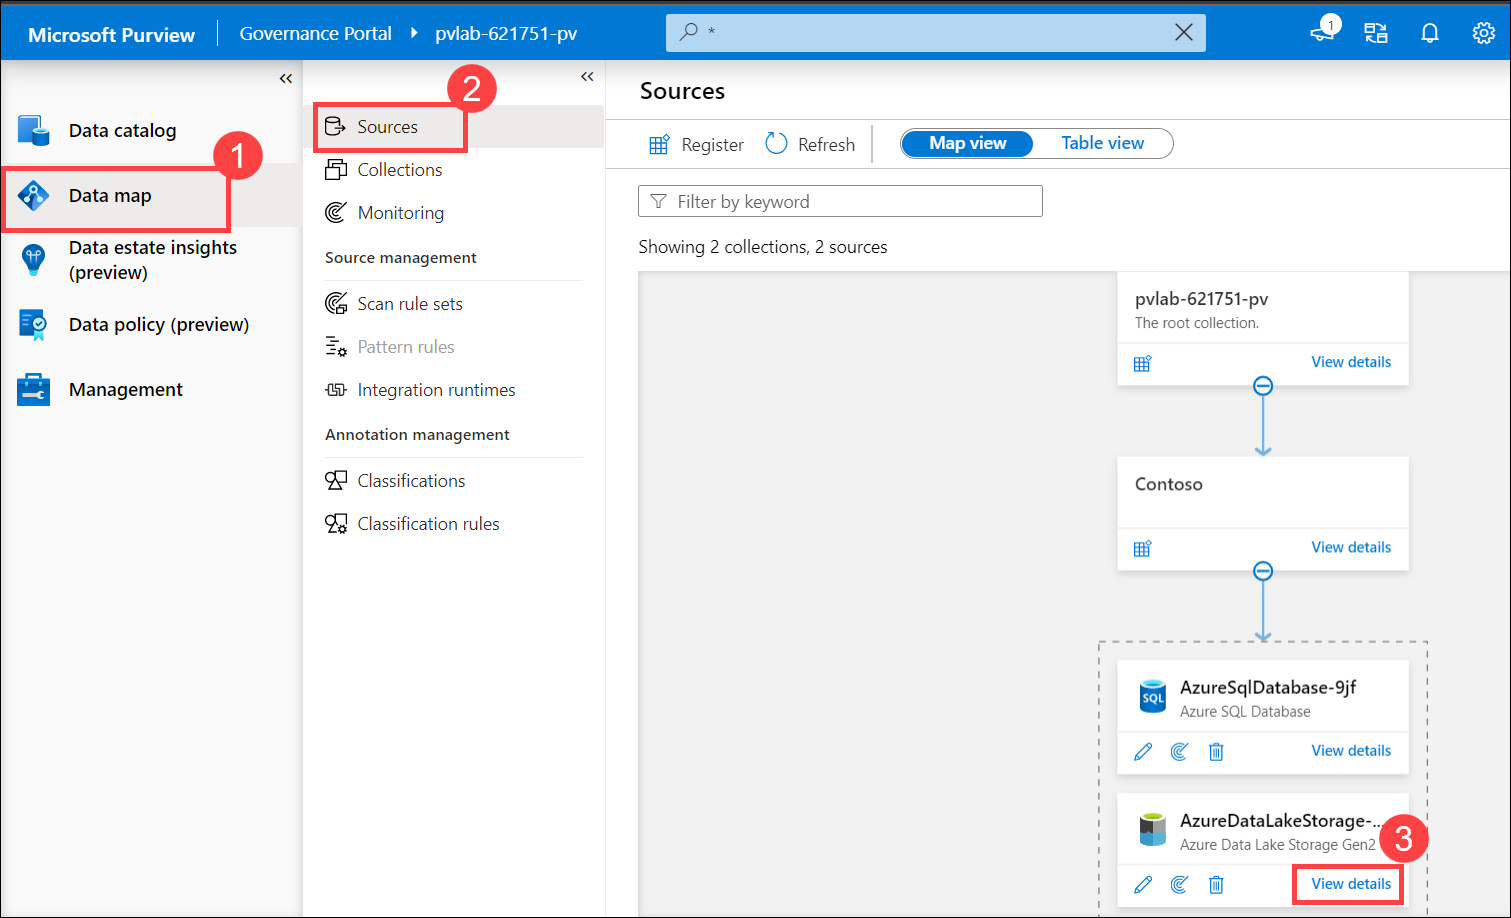 Microsoft Purview
Governance Portal
pvlab-621751-pv
*
1
Data catalog
1
Data map
Data estate insights
(preview)
Data policy (preview)
Management
2
Sources
Collections
Monitoring
Source management
Scan rule sets
Pattern rules
Integration runtimes
Annotation management
Classifications
Classification rules
Sources
Register
Refresh
Map view
Table view
Filter by keyword
Showing 2 collections, 2 sources
pvlab-621751-pv
The root collection.
View details
Contoso
View details
SQL
AzureSqlDatabase-9jf
Azure SQL Database
View details
AzureDataLakeStorage-...
Azure Data Lake Storage Gen2
3
View details